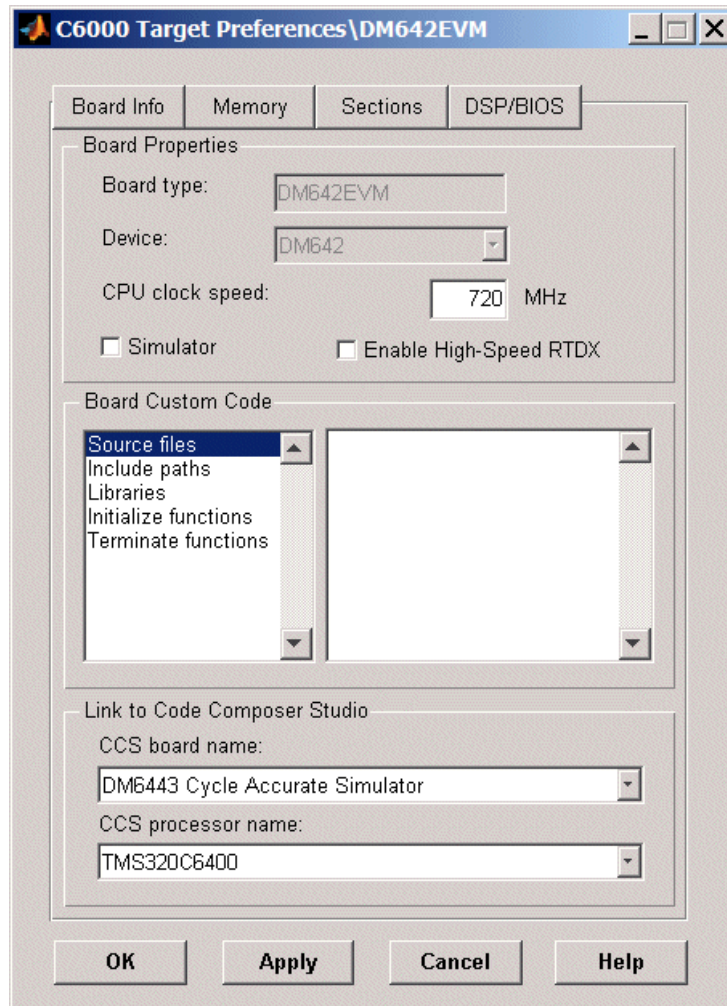 C6000 Target Preferences\DM642EVM
Board Info Memory Sections DSP/BIOS
Board Properties
Board type: DM642EVM
Device: DM642
CPU clock speed: 720 MHz
Simulator Enable High-Speed RTDX
Board Custom Code
Source files
Include paths
Libraries
Initialize functions
Terminate functions
Link to Code Composer Studio
CCS board name:
DM6443 Cycle Accurate Simulator
CCS processor name:
TMS320C6400
OK Apply Cancel Help